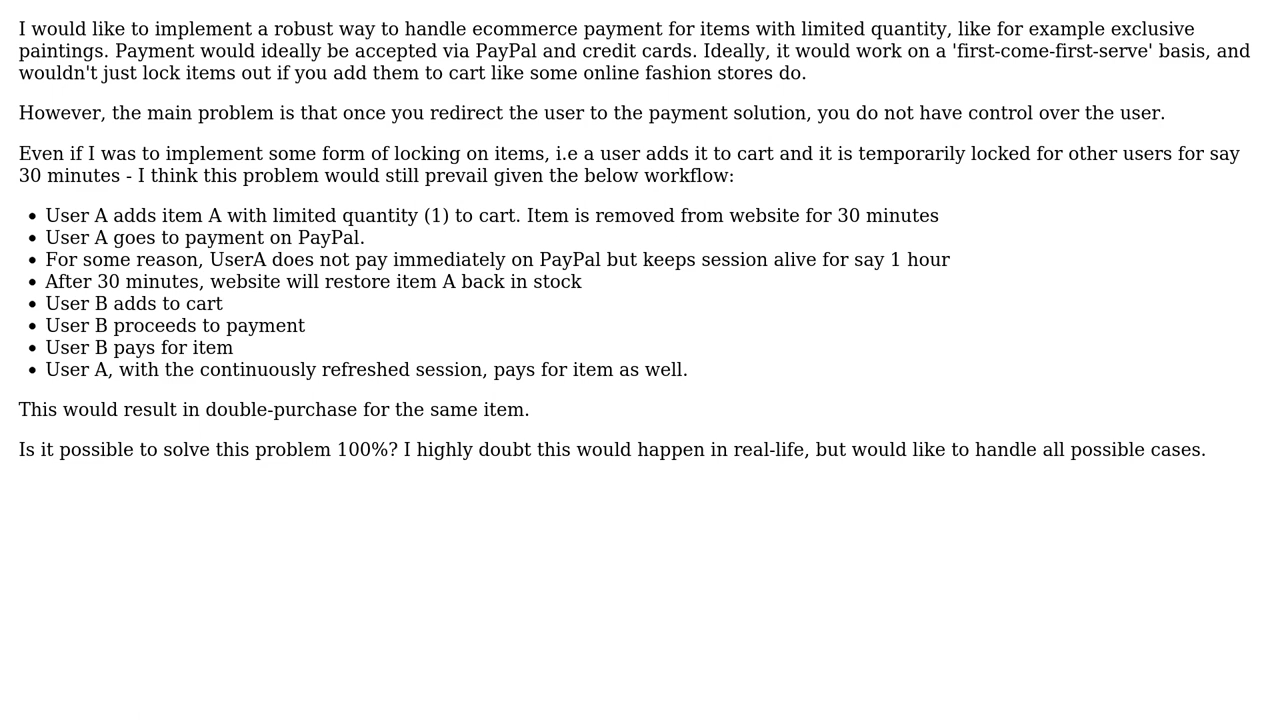 I would like to implement a robust way to handle ecommerce payment for items with limited quantity, like for example exclusive
paintings. Payment would ideally be accepted via PayPal and credit cards. Ideally, it would work on a 'first-come-first-serve' basis, and
wouldn't just lock items out if you add them to cart like some online fashion stores do.
However, the main problem is that once you redirect the user to the payment solution, you do not have control over the user.
Even if I was to implement some form of locking on items, i.e a user adds it to cart and it is temporarily locked for other users for say
30 minutes - I think this problem would still prevail given the below workflow:
• User A adds item A with limited quantity (1) to cart. Item is removed from website for 30 minutes
• User A goes to payment on PayPal.
• For some reason, UserA does not pay immediately on PayPal but keeps session alive for say 1 hour
• After 30 minutes, website will restore item A back in stock
• User B adds to cart
• User B proceeds to payment
• User B pays for item
• User A, with the continuously refreshed session, pays for item as well.
This would result in double-purchase for the same item.
Is it possible to solve this problem 100%? I highly doubt this would happen in real-life, but would like to handle all possible cases.